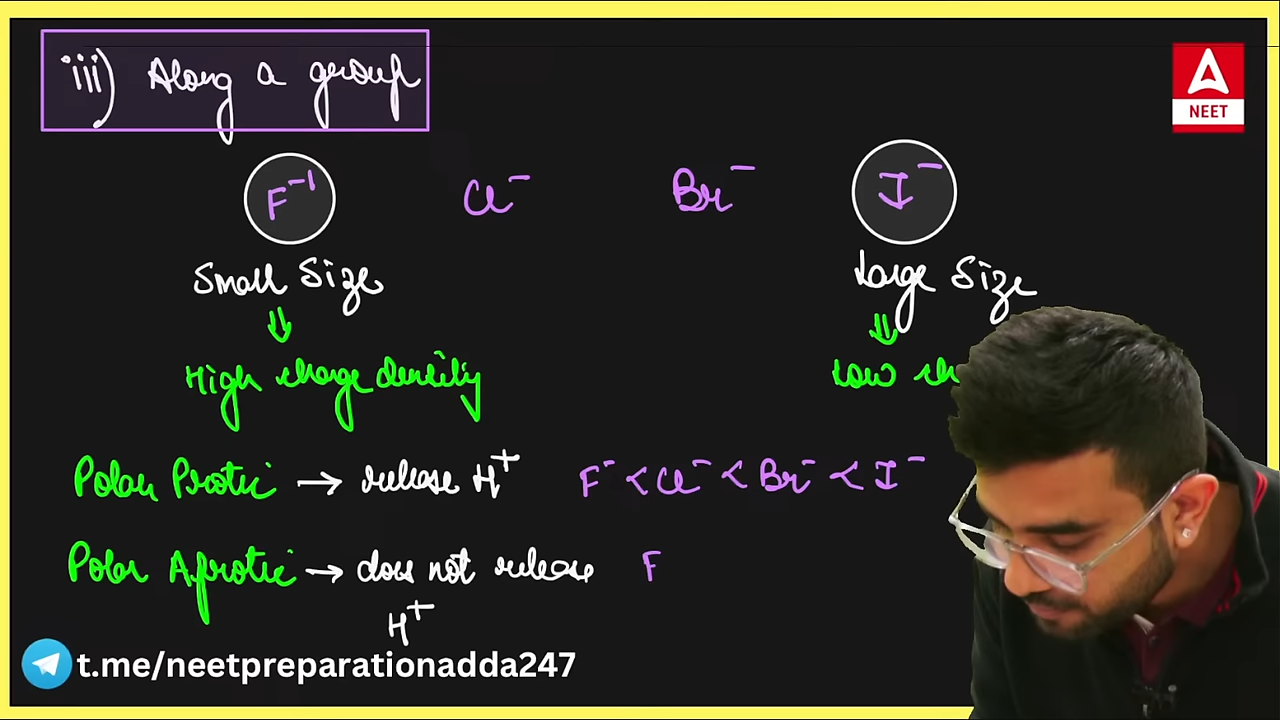 iii) Along a group
F⁻¹ Cl⁻ Br⁻ I⁻
Small Size Large Size
⇓ ⇓
High charge density Low ch
Polar Protic → release H⁺ F⁻ < Cl⁻ < Br⁻ < I⁻
Polar Aprotic → does not release F
H⁺
NEET
t.me/neetpreparationadda247